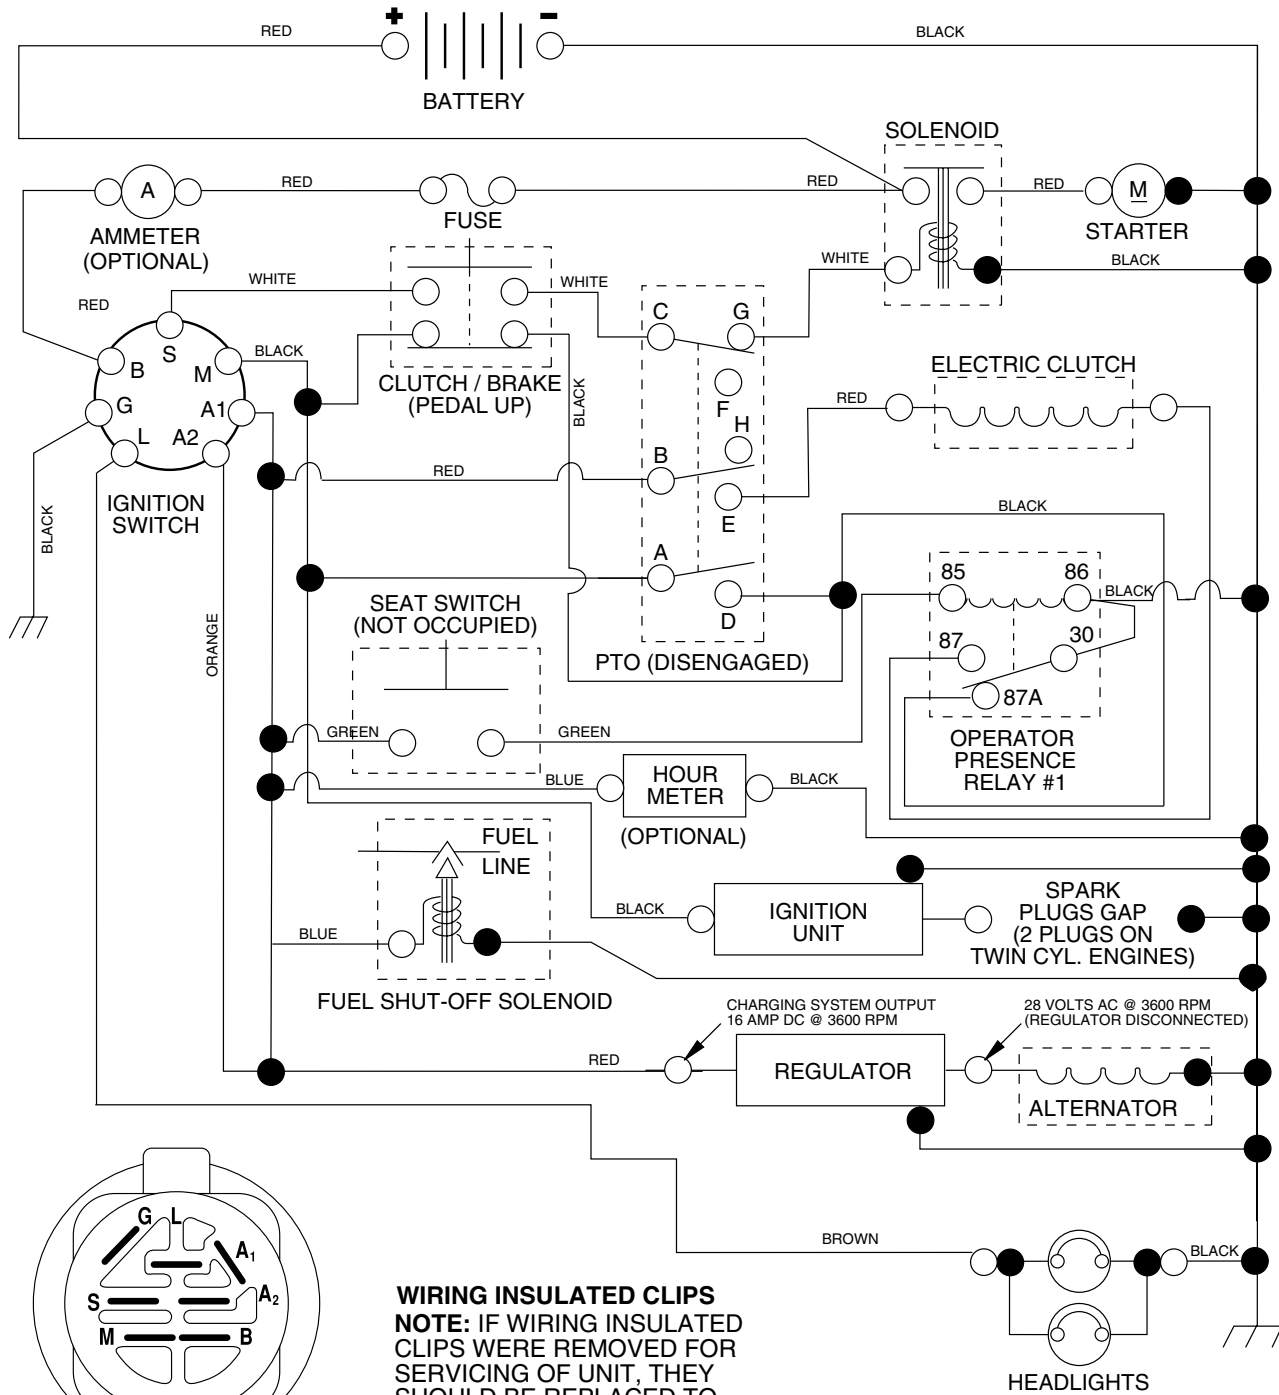 +
-
RED
BLACK
BATTERY
SOLENOID
A
RED
RED
RED
M
FUSE
STARTER
AMMETER
(OPTIONAL)
WHITE
WHITE
WHITE
BLACK
RED
C
G
S
B
M
BLACK
G
A1
L
A2
CLUTCH / BRAKE
(PEDAL UP)
BLACK
ELECTRIC CLUTCH
RED
F
H
B
RED
E
IGNITION
SWITCH
BLACK
BLACK
A
D
85
86
BLACK
87
30
87A
SEAT SWITCH
(NOT OCCUPIED)
ORANGE
PTO (DISENGAGED)
GREEN
GREEN
OPERATOR
PRESENCE
RELAY #1
BLUE
HOUR
METER
BLACK
(OPTIONAL)
FUEL
LINE
BLACK
IGNITION
UNIT
SPARK
PLUGS GAP
(2 PLUGS ON
TWIN CYL. ENGINES)
BLUE
FUEL SHUT-OFF SOLENOID
CHARGING SYSTEM OUTPUT
16 AMP DC @ 3600 RPM
28 VOLTS AC @ 3600 RPM
(REGULATOR DISCONNECTED)
RED
REGULATOR
ALTERNATOR
BROWN
BLACK
HEADLIGHTS
G
L
A1
S
A2
M
B
WIRING INSULATED CLIPS
NOTE: IF WIRING INSULATED
CLIPS WERE REMOVED FOR
SERVICING OF UNIT, THEY
SHOULD BE REPLACED TO